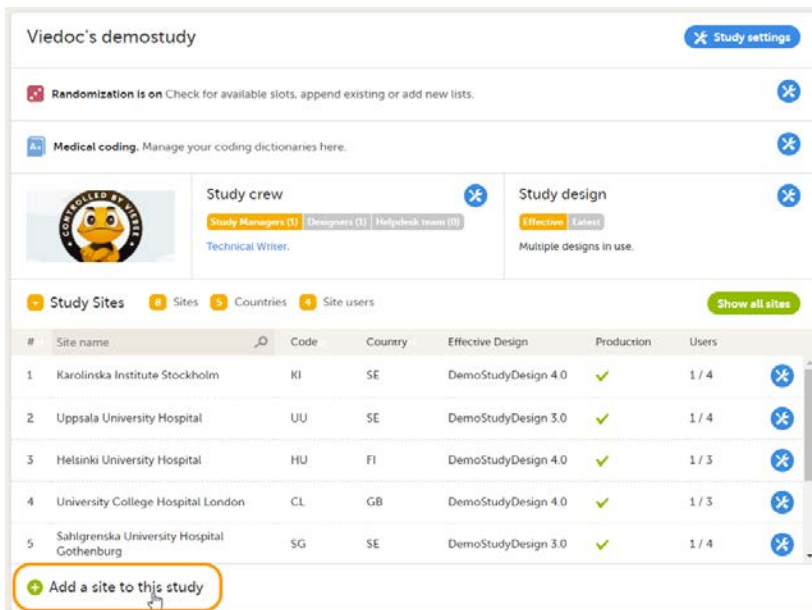 Viedoc's demostudy
Study settings
Randomization is on Check for available slots, append existing or add new lists.
Medical coding. Manage your coding dictionaries here.
CONTROLLED BY VIEDOC
Study crew
Study Managers (1) Designers (1) Helpdesk team (0)
Technical Writer.
Study design
Effective Latest
Multiple designs in use.
Study Sites 8 Sites 5 Countries 4 Site users
Show all sites
# Site name Code Country Effective Design Production Users
1 Karolinska Institute Stockholm KI SE DemoStudyDesign 4.0 1 / 4
2 Uppsala University Hospital UU SE DemoStudyDesign 3.0 1 / 4
3 Helsinki University Hospital HU FI DemoStudyDesign 4.0 1 / 3
4 University College Hospital London CL GB DemoStudyDesign 4.0 1 / 3
5 Sahlgrenska University Hospital Gothenburg SG SE DemoStudyDesign 3.0 1 / 4
Add a site to this study